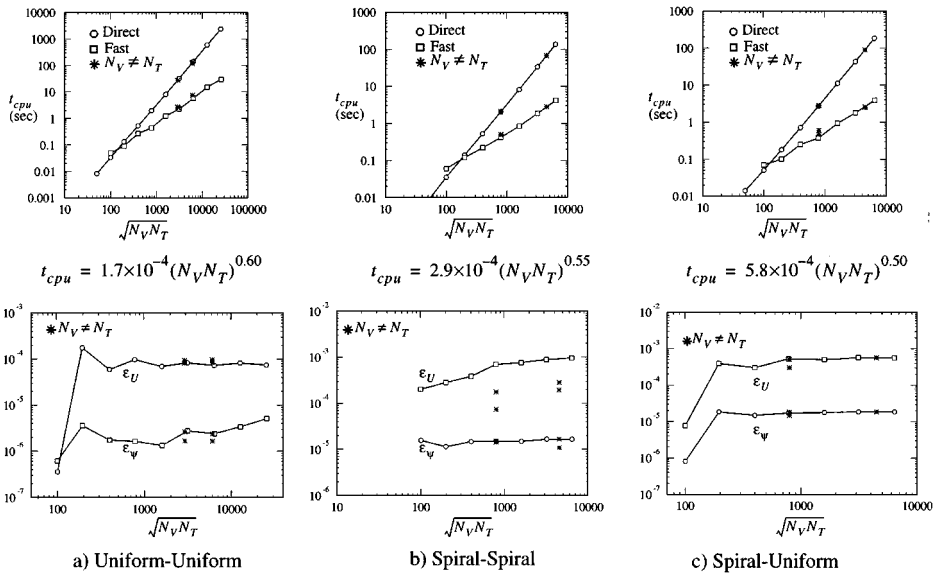 10000
1000
100
10
1
0.1
0.01
0.001
t_cpu
(sec)
Direct
Fast
N_V ≠ N_T
10
100
1000
10000
100000
√N_V N_T
t_cpu = 1.7×10^-4 (N_V N_T)^0.60
1000
100
10
1
0.1
0.01
t_cpu
(sec)
Direct
Fast
N_V ≠ N_T
10
100
1000
10000
√N_V N_T
t_cpu = 2.9×10^-4 (N_V N_T)^0.55
1000
100
10
1
0.1
0.01
t_cpu
(sec)
Direct
Fast
N_V ≠ N_T
10
100
1000
10000
√N_V N_T
t_cpu = 5.8×10^-4 (N_V N_T)^0.50
10^-3
10^-4
10^-5
10^-6
10^-7
N_V ≠ N_T
ε_U
ε_ψ
100
1000
10000
√N_V N_T
a) Uniform-Uniform
10^-2
10^-3
10^-4
10^-5
10^-6
N_V ≠ N_T
ε_U
ε_ψ
10
100
1000
10000
√N_V N_T
b) Spiral-Spiral
10^-2
10^-3
10^-4
10^-5
10^-6
10^-7
N_V ≠ N_T
ε_U
ε_ψ
100
1000
10000
√N_V N_T
c) Spiral-Uniform